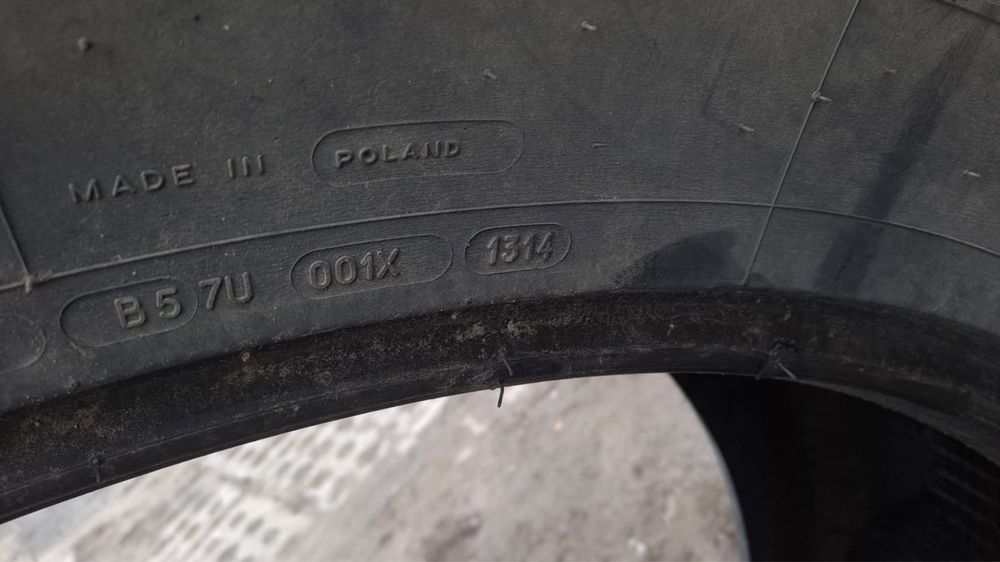 MADE IN POLAND
B5 7U 001X 1314